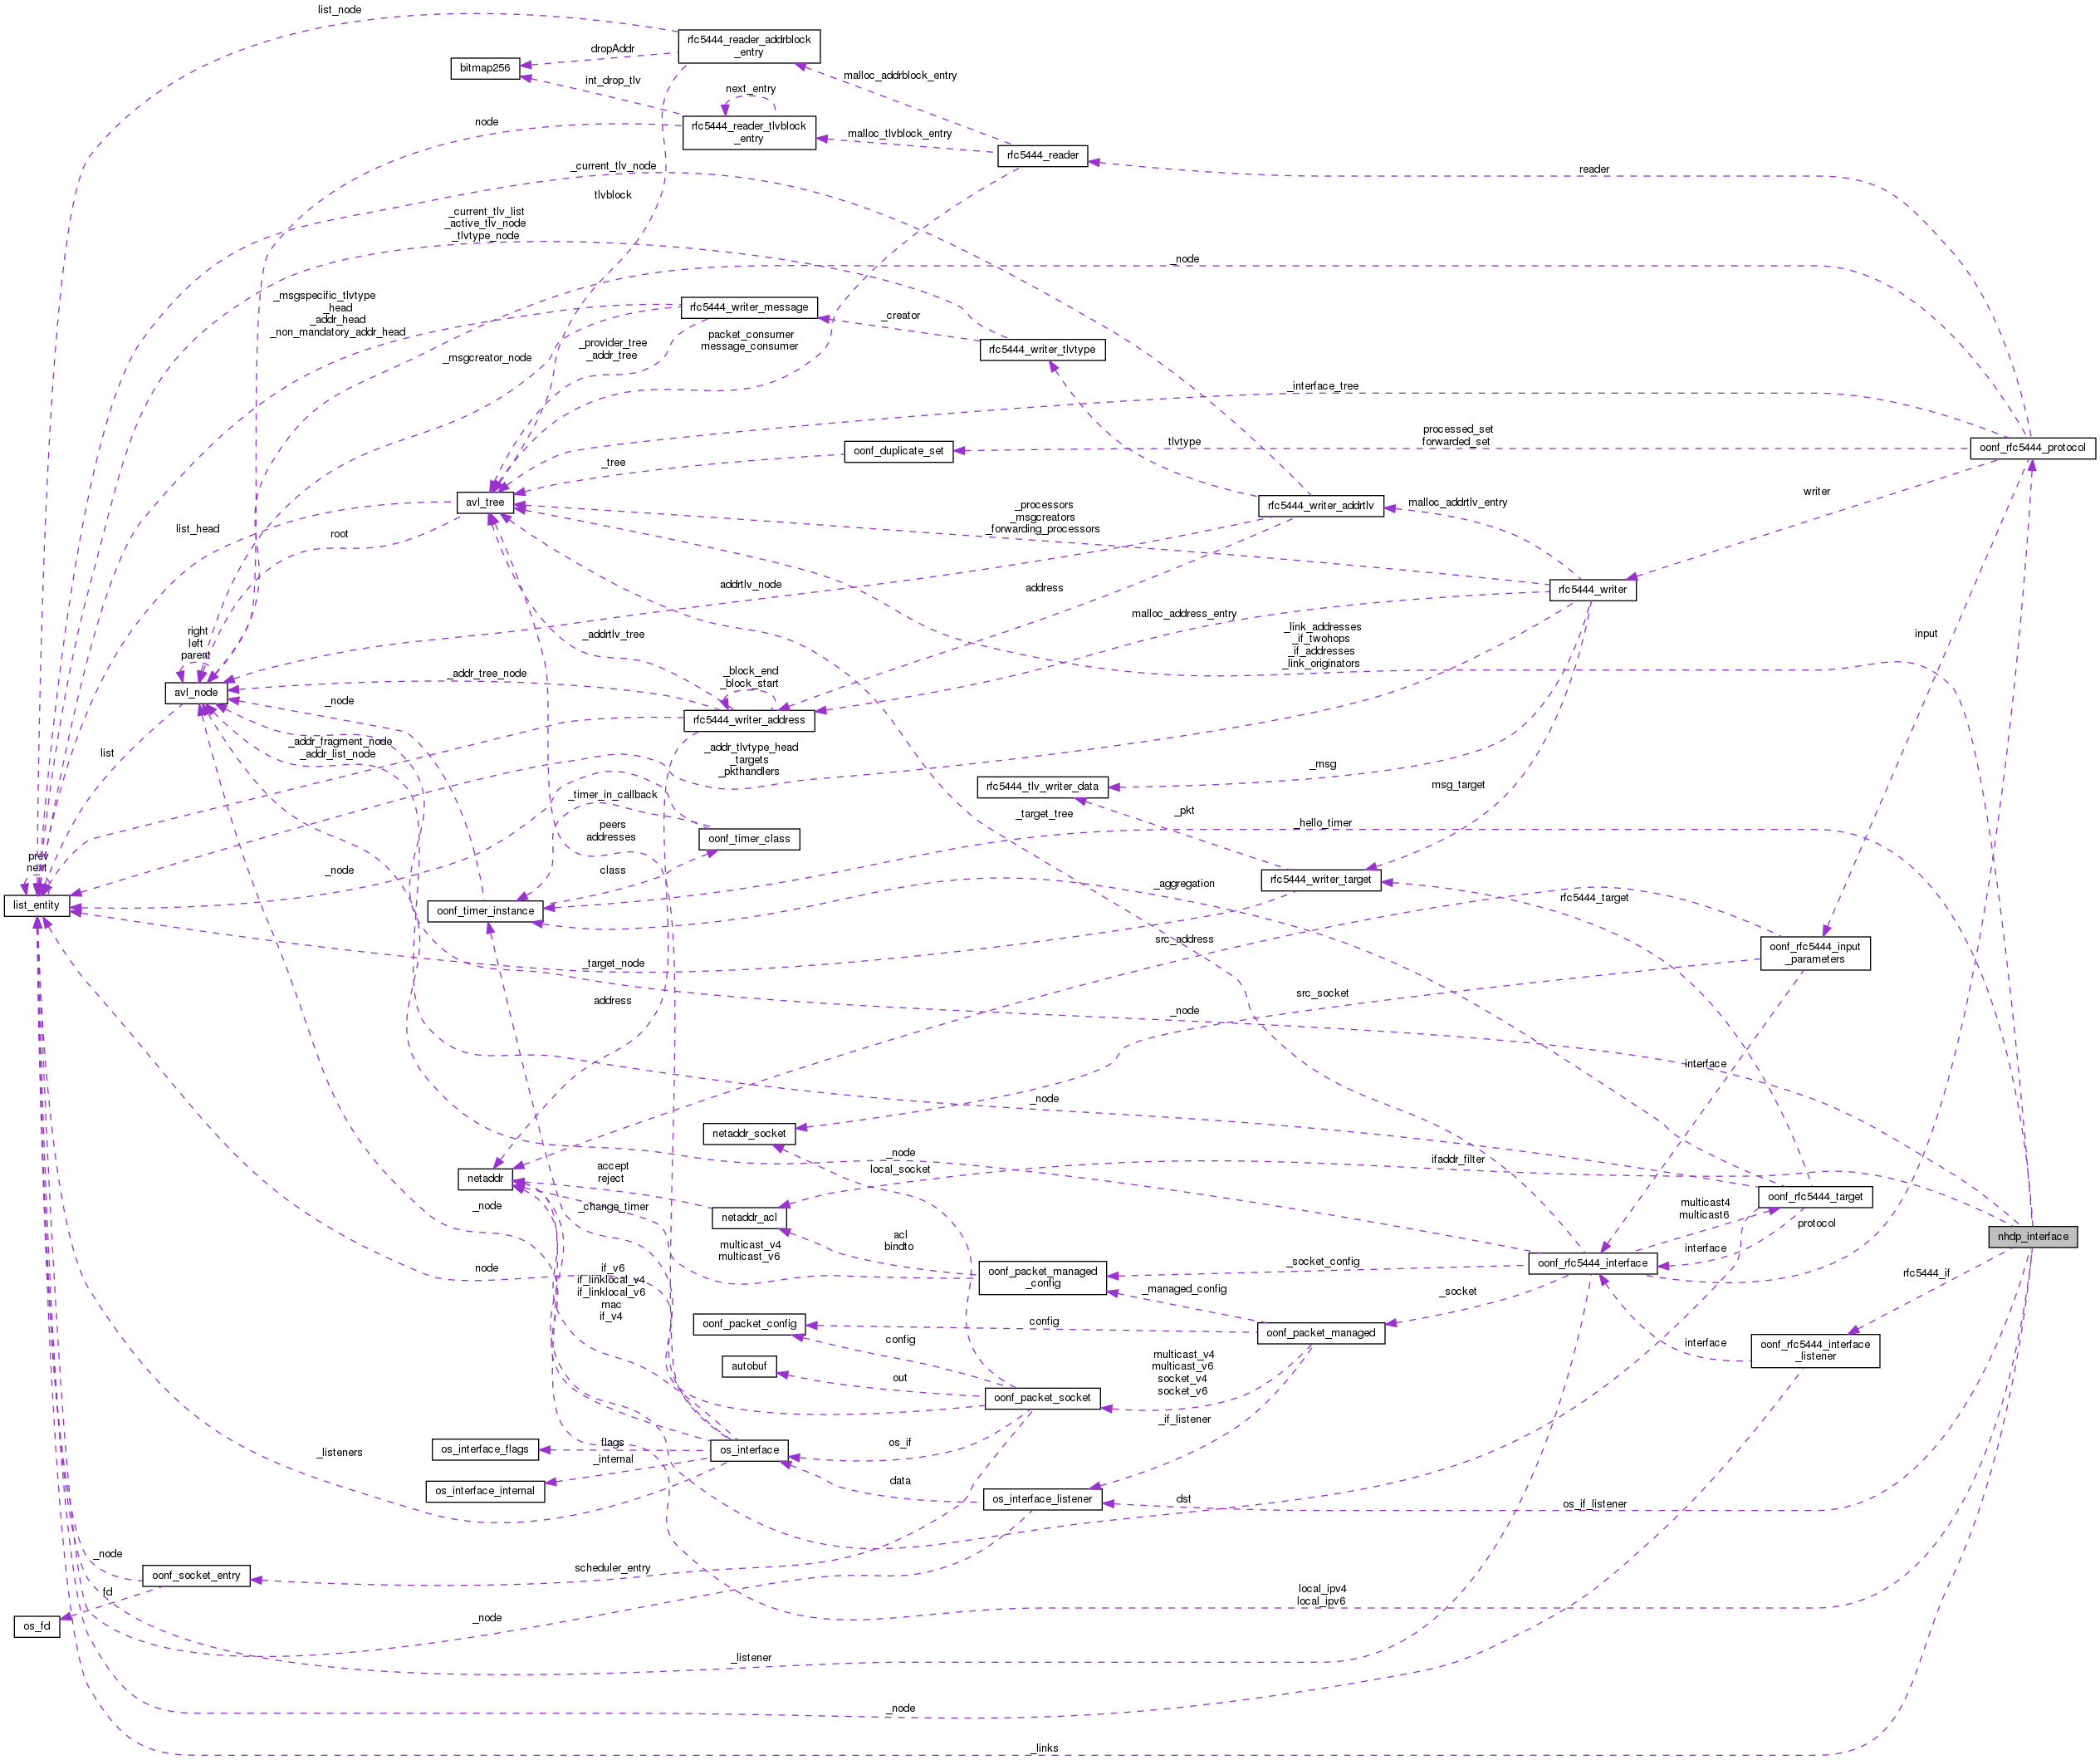 list_node
rfc5444_reader_addrblock
_entry
dropAddr
bitmap256
malloc_addrblock_entry
int_drop_tlv
next_entry
node
rfc5444_reader_tlvblock
_entry
malloc_tlvblock_entry
rfc5444_reader
_current_tlv_node
reader
tlvblock
_current_tlv_list
_active_tlv_node
_tlvtype_node
_node
_msgspecific_tlvtype
_head
_addr_head
_non_mandatory_addr_head
rfc5444_writer_message
_creator
packet_consumer
message_consumer
_provider_tree
_addr_tree
rfc5444_writer_tlvtype
_msgcreator_node
_interface_tree
processed_set
forwarded_set
tlvtype
oonf_duplicate_set
oonf_rfc5444_protocol
_tree
avl_tree
writer
rfc5444_writer_addrtlv
malloc_addrtlv_entry
_processors
_msgcreators
_forwarding_processors
list_head
root
addrtlv_node
address
rfc5444_writer
malloc_address_entry
_link_addresses
_if_twohops
_if_addresses
_link_originators
input
right
left
parent
_addrtlv_tree
avl_node
_addr_tree_node
_block_end
_block_start
_node
rfc5444_writer_address
list
_addr_fragment_node
_addr_list_node
_addr_tlvtype_head
_targets
_pkthandlers
_msg
msg_target
rfc5444_tlv_writer_data
_timer_in_callback
_pkt
_target_tree
_hello_timer
peers
addresses
oonf_timer_class
prev
next
_node
class
_aggregation
rfc5444_writer_target
rfc5444_target
list_entity
oonf_timer_instance
src_address
oonf_rfc5444_input
_parameters
_target_node
src_socket
address
_node
interface
_node
netaddr_socket
_node
local_socket
ifaddr_filter
accept
reject
netaddr
oonf_rfc5444_target
_node
_change_timer
netaddr_acl
multicast4
multicast6
protocol
acl
bindto
nhdp_interface
multicast_v4
multicast_v6
interface
_socket_config
oonf_rfc5444_interface
rfc5444_if
node
if_v6
if_linklocal_v4
if_linklocal_v6
mac
if_v4
oonf_packet_managed
_config
_managed_config
_socket
oonf_packet_config
config
config
oonf_packet_managed
interface
oonf_rfc5444_interface
_listener
autobuf
out
multicast_v4
multicast_v6
socket_v4
socket_v6
oonf_packet_socket
_if_listener
_listeners
os_interface_flags
flags
os_interface
os_if
_internal
os_interface_internal
data
os_interface_listener
dst
os_if_listener
_node
oonf_socket_entry
scheduler_entry
fd
local_ipv4
local_ipv6
os_fd
_node
_listener
_node
_links